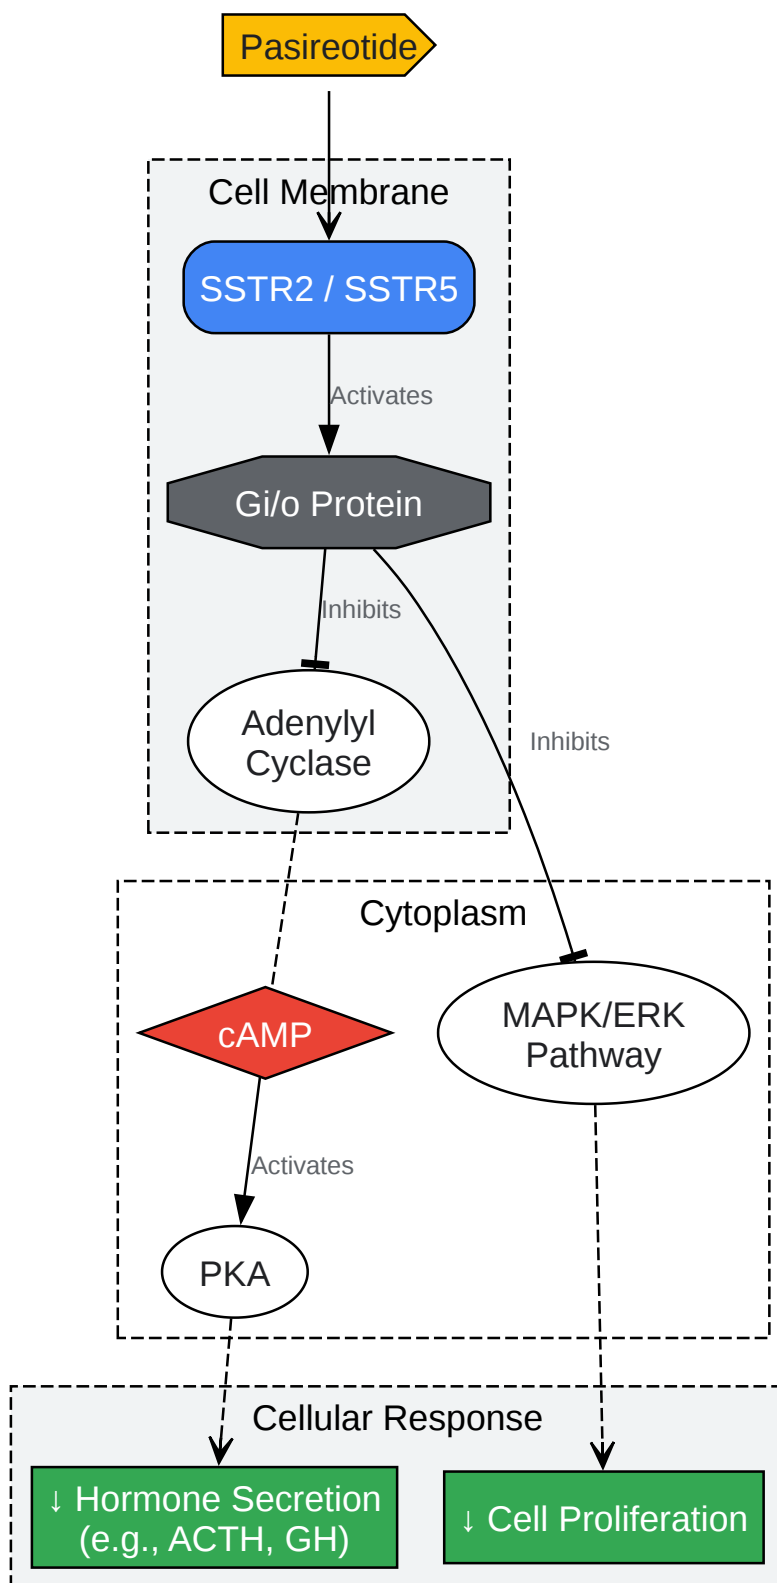 Pasireotide
Cell Membrane
SSTR2 / SSTR5
Activates
Gi/o Protein
Inhibits
Adenylyl
Cyclase
Inhibits
Cytoplasm
cAMP
MAPK/ERK
Pathway
Activates
PKA
Cellular Response
↓ Hormone Secretion
(e.g., ACTH, GH)
↓ Cell Proliferation